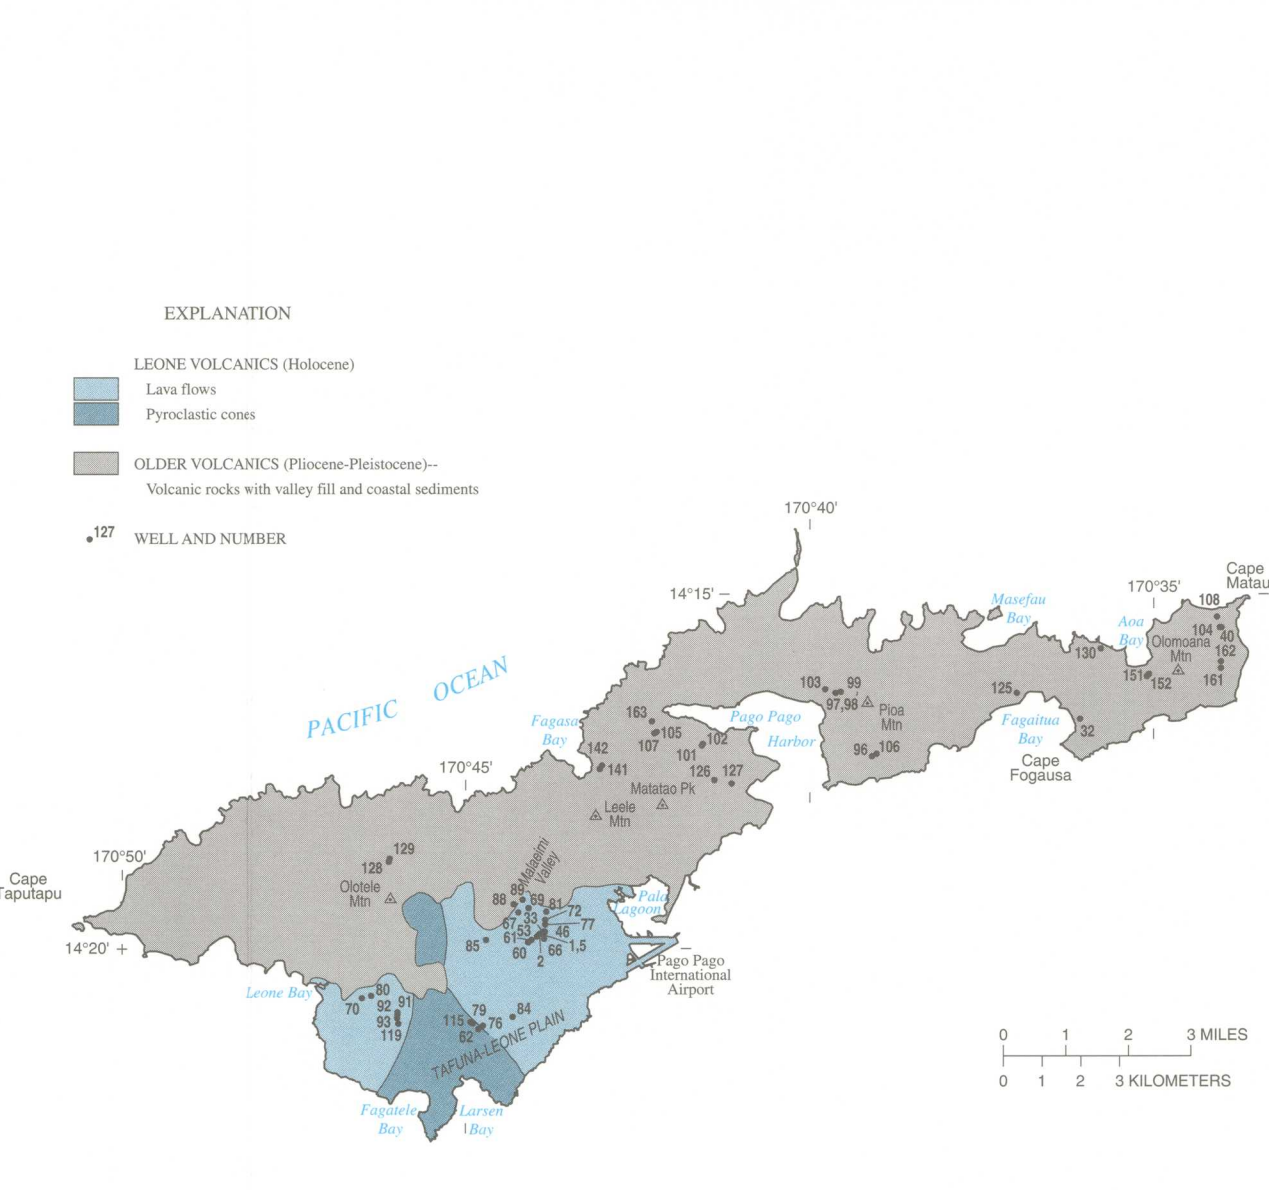 EXPLANATION
LEONE VOLCANICS (Holocene)
Lava flows
Pyroclastic cones
OLDER VOLCANICS (Pliocene-Pleistocene)--
Volcanic rocks with valley fill and coastal sediments
127 WELL AND NUMBER
170°40'
Cape
Matau
14°15'
170°35'
108
Masefau
Bay
Aoa
Bay
104
40
Olomoana
Mtn
162
130
161
151
152
PACIFIC OCEAN
103
99
97,98
125
Pioa
Mtn
163
Fagasa
Bay
Pago Pago
Harbor
Fagaitua
Bay
32
105
107
102
101
142
141
96
106
Cape
Fogausa
126
127
170°45'
Matatao Pk
Leele
Mtn
170°50'
129
128
Malaeimi
Valley
Cape
Taputapu
Olotele
Mtn
89
88
69
81
72
Pala
Lagoon
67
33
77
53
46
61
85
60
66
1,5
2
14°20'
Pago Pago
International
Airport
Leone Bay
80
70
92
91
93
119
79
84
115
76
62
TAFUNA-LEONE PLAIN
0 1 2 3 MILES
0 1 2 3 KILOMETERS
Fagatele
Bay
Larsen
Bay